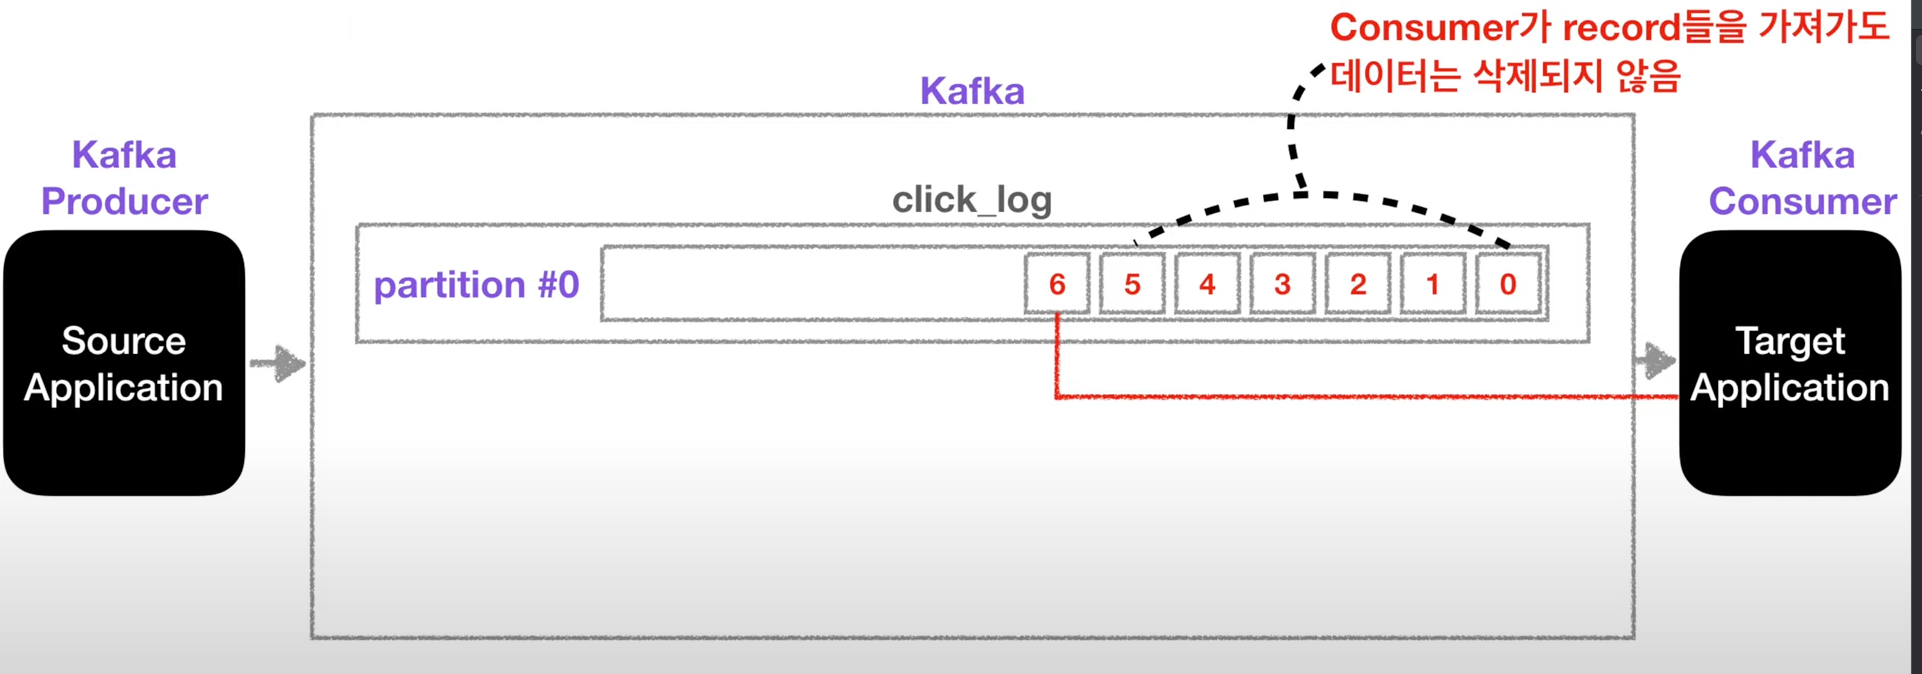 Consumer가 record들을 가져가도
데이터는 삭제되지 않음
Kafka
Kafka
Producer
Kafka
Consumer
click_log
partition #0
6 5 4 3 2 1 0
Source
Application
Target
Application